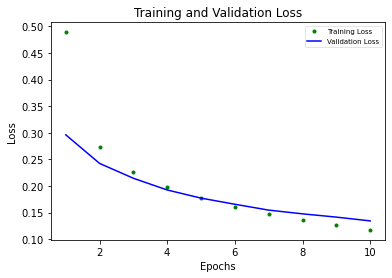 Training and Validation Loss
Training Loss
Validation Loss
0.50
0.45
0.40
0.35
0.30
0.25
0.20
0.15
0.10
Loss
2 4 6 8 10
Epochs